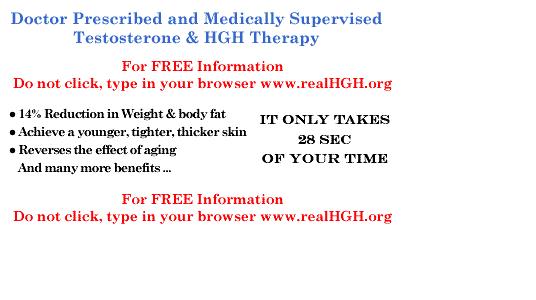 Doctor Prescribed and Medically Supervised
Testosterone & HGH Therapy
For FREE Information
Do not click, type in your browser www.realHGH.org
● 14% Reduction in Weight & body fat
● Achieve a younger, tighter, thicker skin
● Reverses the effect of aging
And many more benefits ...
IT ONLY TAKES
28 SEC
OF YOUR TIME
For FREE Information
Do not click, type in your browser www.realHGH.org